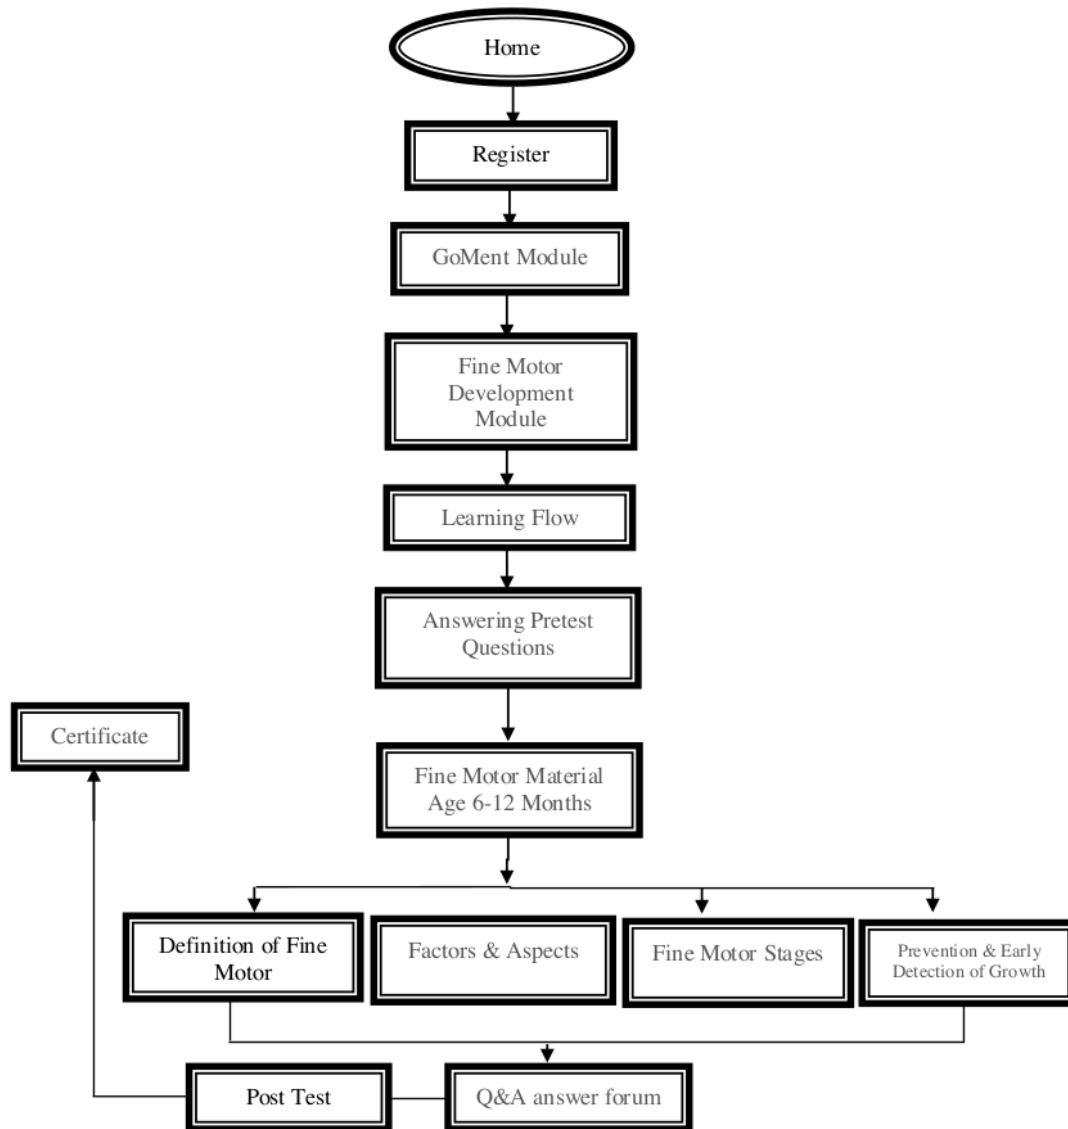 Home
Register
GoMent Module
Fine Motor
Development
Module
Learning Flow
Answering Pretest
Questions
Certificate
Fine Motor Material
Age 6-12 Months
Definition of Fine
Motor
Factors & Aspects
Fine Motor Stages
Prevention & Early
Detection of Growth
Post Test
Q&A answer forum